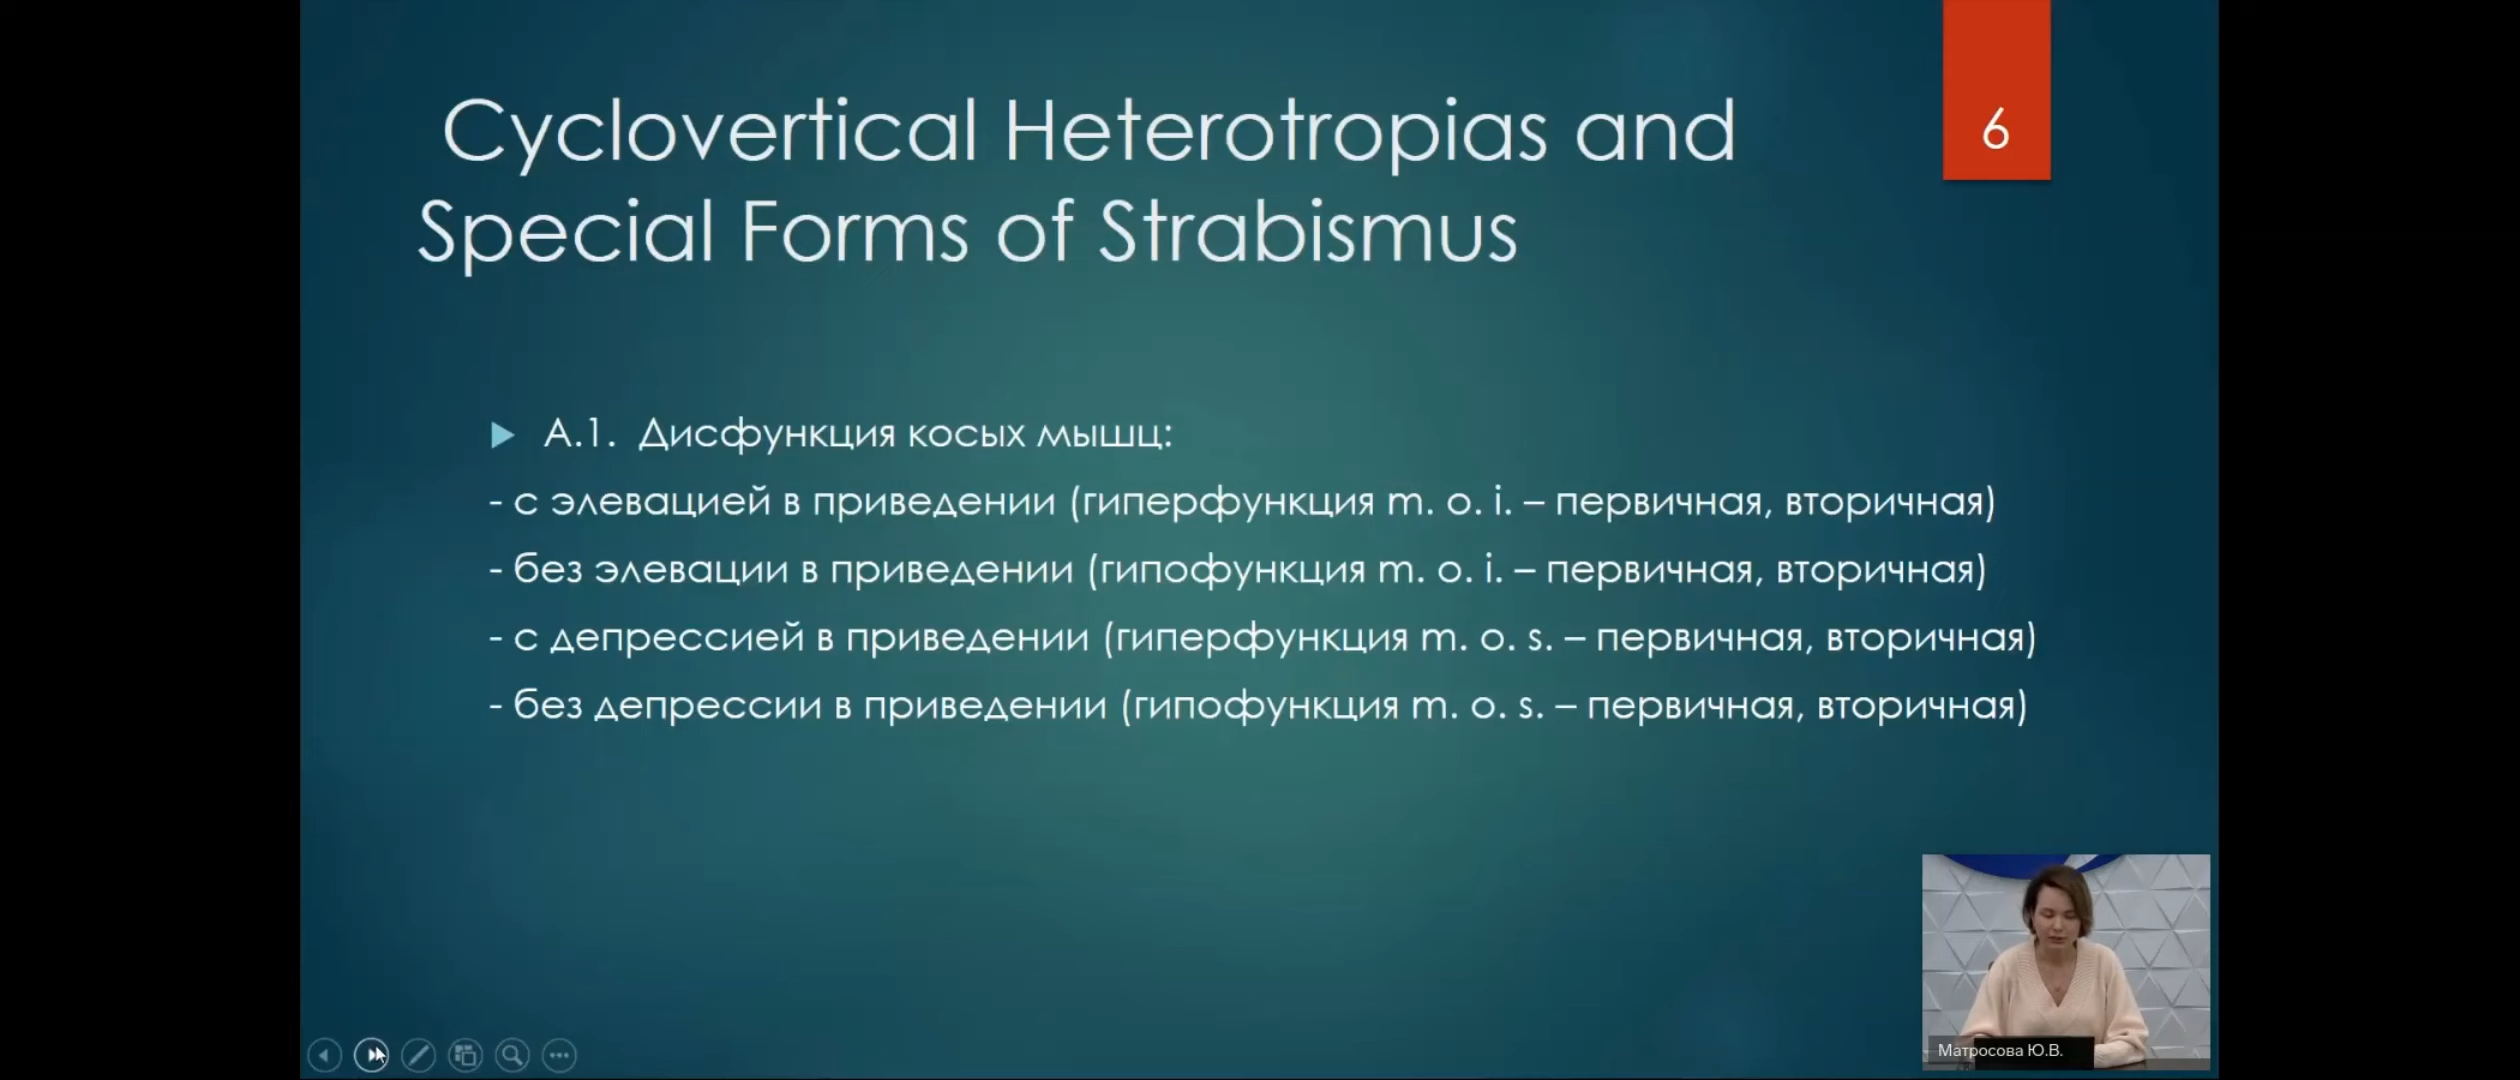 Cyclovertical Heterotropias and
Special Forms of Strabismus
6
А.1. Дисфункция косых мышц:
- с элевацией в приведении (гиперфункция m. o. i. – первичная, вторичная)
- без элевации в приведении (гипофункция m. o. i. – первичная, вторичная)
- с депрессией в приведении (гиперфункция m. o. s. – первичная, вторичная)
- без депрессии в приведении (гипофункция m. o. s. – первичная, вторичная)
Матросова Ю.В.